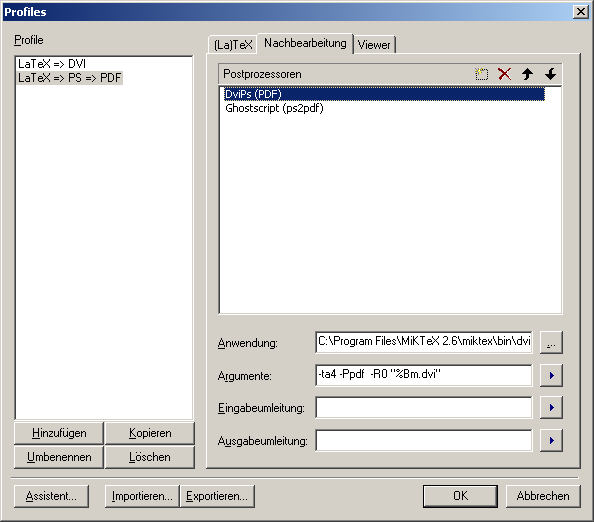 Profiles
Profile
LaTeX => DVI
LaTeX => PS => PDF
Hinzufügen
Kopieren
Umbenennen
Löschen
(La)TeX
Nachbearbeitung
Viewer
Postprozessoren
DviPs (PDF)
Ghostscript (ps2pdf)
Anwendung:
C:\Program Files\MiKTeX 2.6\miktex\bin\dvi
...
Argumente:
-ta4 -Ppdf  -R0 "%Bm.dvi"
Eingabeumleitung:
Ausgabeumleitung:
Assistent...
Importieren...
Exportieren...
OK
Abbrechen